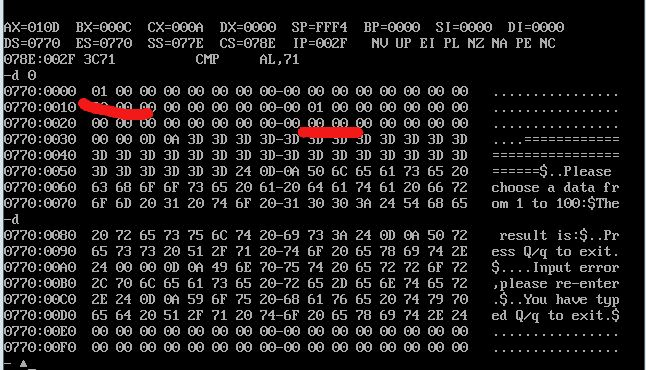 AX=010D BX=000C CX=000A DX=0000 SP=FFF4 BP=0000 SI=0000 DI=0000
DS=0770 ES=0770 SS=077E CS=078E IP=002F NV UP EI PL NZ NA PE NC
078E:002F 3C71 CMP AL,71
-d 0
0770:0000 01 00 00 00 00 00 00 00-00 00 00 00 00 00 00 00 ................
0770:0010 00 00 00 00 00 00 00-00 01 00 00 00 00 00 00 ................
0770:0020 00 00 00 00 00 00 00 00-00 00 00 00 00 00 00 00 ................
0770:0030 00 00 0D 0A 3D 3D 3D 3D-3D 3D 3D 3D 3D 3D 3D 3D ....============
0770:0040 3D 3D 3D 3D 3D 3D 3D 3D-3D 3D 3D 3D 3D 3D 3D 3D ================
0770:0050 3D 3D 3D 3D 3D 3D 24 0D-0A 50 6C 65 61 73 65 20 ======$..Please
0770:0060 63 68 6F 6F 73 65 20 61-20 64 61 74 61 20 66 72 choose a data fr
0770:0070 6F 6D 20 31 20 74 6F 20-31 30 30 3A 24 54 68 65 om 1 to 100:$The
-d
0770:0080 20 72 65 73 75 6C 74 20-69 73 3A 24 0D 0A 50 72 result is:$..Pr
0770:0090 65 73 73 20 51 2F 71 20-74 6F 20 65 78 69 74 2E ess Q/q to exit.
0770:00A0 24 00 00 0D 0A 49 6E 70-75 74 20 65 72 72 6F 72 $....Input error
0770:00B0 2C 70 6C 65 61 73 65 20-72 65 2D 65 6E 74 65 72 ,please re-enter
0770:00C0 2E 24 0D 0A 59 6F 75 20-68 61 76 65 20 74 79 70 .$..You have typ
0770:00D0 65 64 20 51 2F 71 20 74-6F 20 65 78 69 74 2E 24 ed Q/q to exit.$
0770:00E0 00 00 00 00 00 00 00 00-00 00 00 00 00 00 00 00 ................
0770:00F0 00 00 00 00 00 00 00 00-00 00 00 00 00 00 00 00 ................
- ▲_